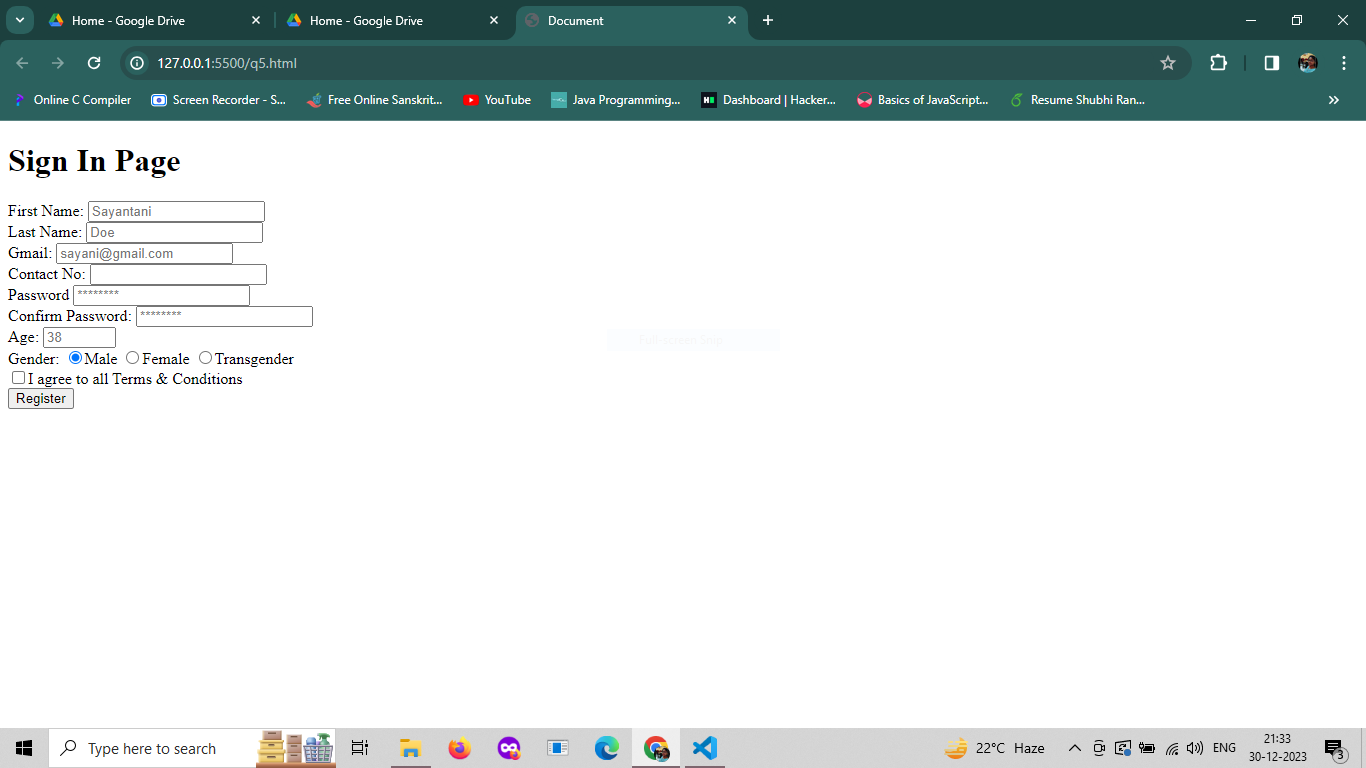 Home - Google Drive
Home - Google Drive
Document
127.0.0.1:5500/q5.html
Online C Compiler
Screen Recorder - S...
Free Online Sanskrit...
YouTube
Java Programming...
Dashboard | Hacker...
Basics of JavaScript...
Resume Shubhi Ran...
Sign In Page
First Name: Sayantani
Last Name: Doe
Gmail: sayani@gmail.com
Contact No:
Password ********
Confirm Password: ********
Age: 38
Gender: Male Female Transgender
I agree to all Terms & Conditions
Register
Type here to search
22°C Haze
ENG
21:33
30-12-2023
3